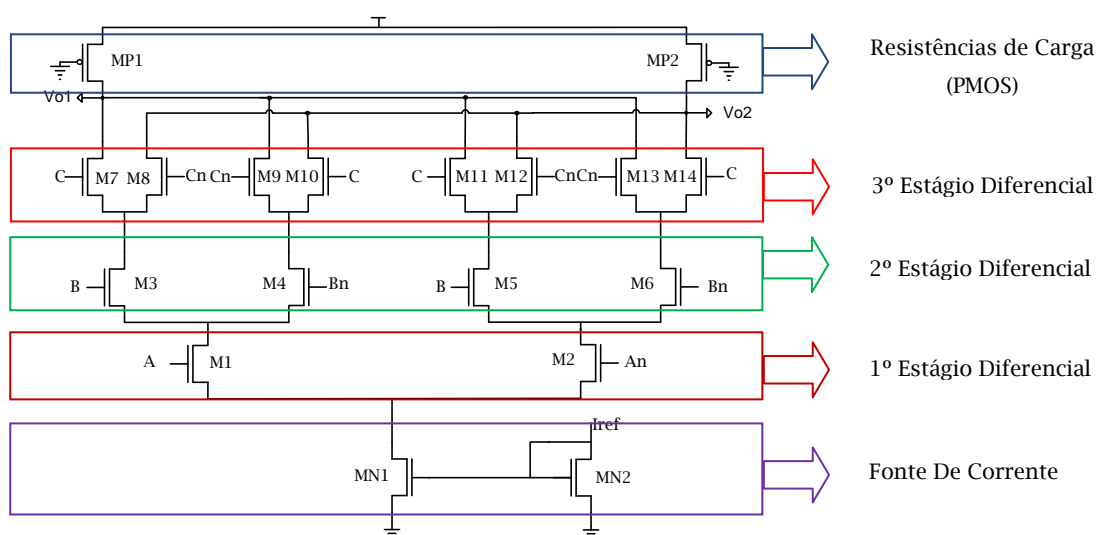 MP1
MP2
Resistências de Carga
(PMOS)
Vo1
Vo2
C
M7
M8
Cn
Cn
M9
M10
C
C
M11
M12
Cn
Cn
M13
M14
C
3º Estágio Diferencial
B
M3
M4
Bn
B
M5
M6
Bn
2º Estágio Diferencial
A
M1
M2
An
1º Estágio Diferencial
Iref
MN1
MN2
Fonte De Corrente